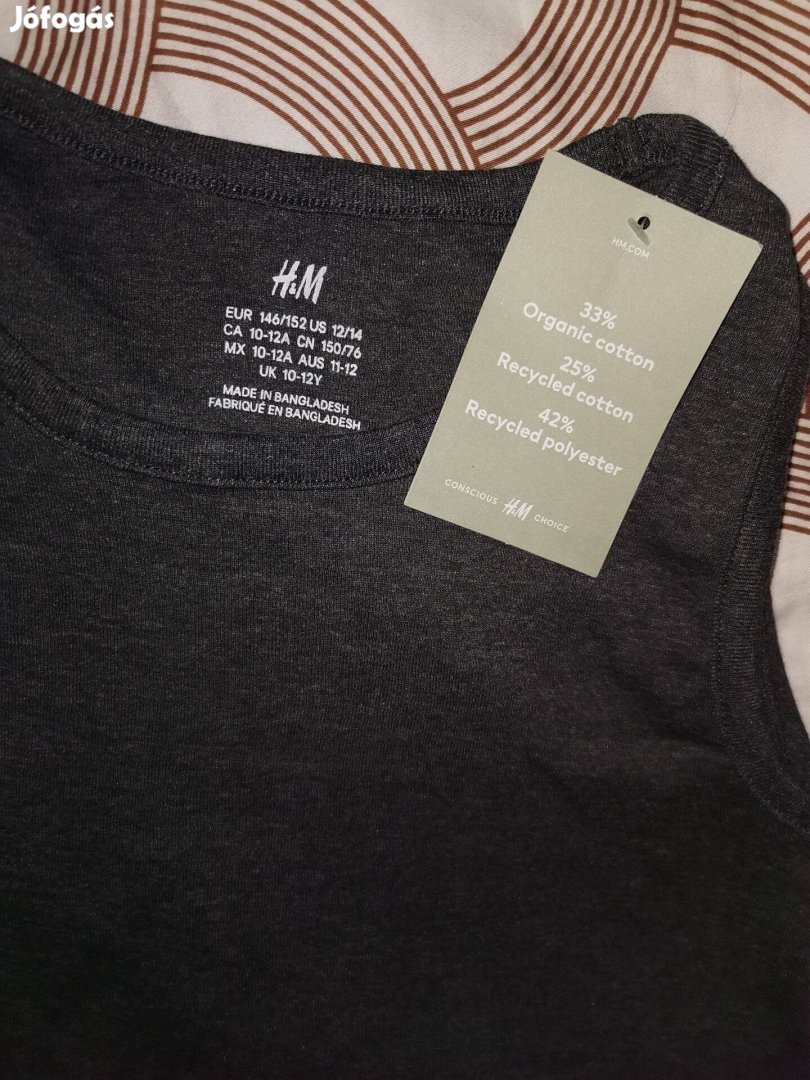 Jófogás
H&M
EUR 146/152 US 12/14
CA 10-12A CN 150/76
MX 10-12A AUS 11-12
UK 10-12Y
MADE IN BANGLADESH
FABRIQUÉ EN BANGLADESH
HM.COM
33%
Organic cotton
25%
Recycled cotton
42%
Recycled polyester
CONSCIOUS H&M CHOICE